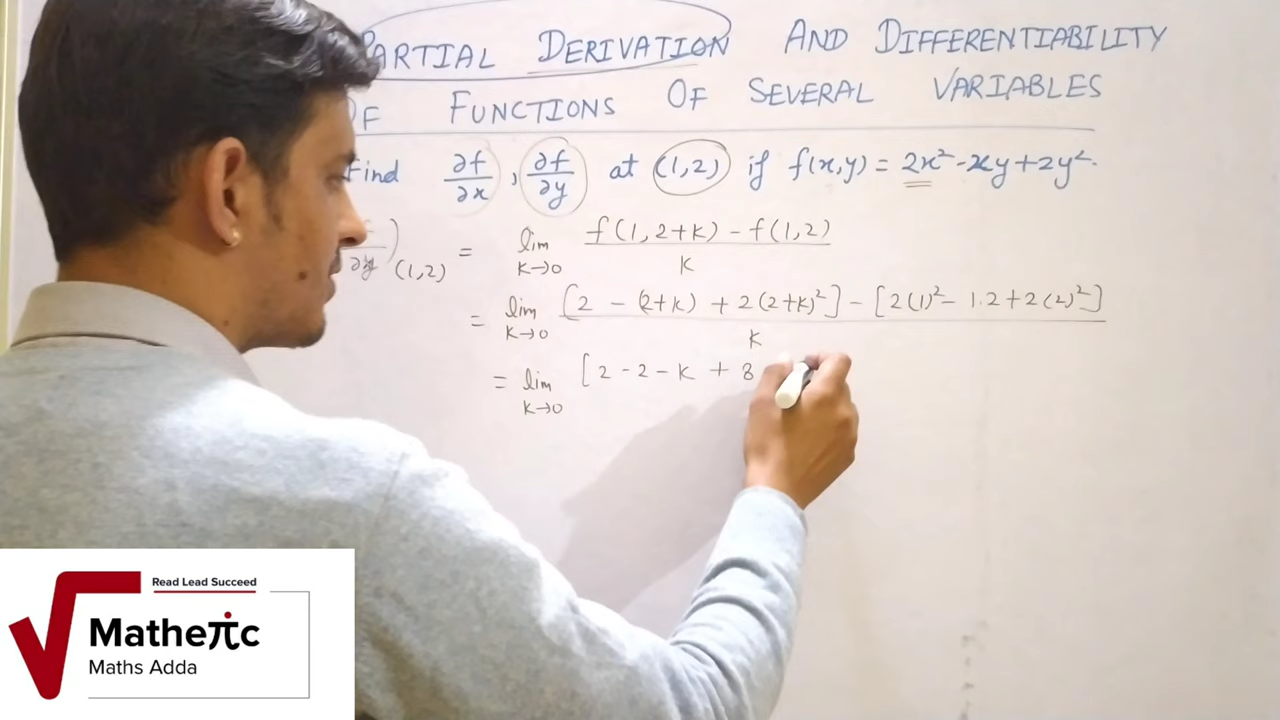 PARTIAL DERIVATION AND DIFFERENTIABILITY
OF FUNCTIONS OF SEVERAL VARIABLES
Find ∂f/∂x , ∂f/∂y at (1,2) if f(x,y) = 2x² - xy + 2y².
∂y )(1,2) = lim K→0 f(1, 2+K) - f(1,2) / K
= lim K→0 [2 - (2+K) + 2(2+K)²] - [2(1)² - 1.2 + 2(2)²] / K
= lim K→0 [2 - 2 - K + 8
Read Lead Succeed
Matheπc
Maths Adda